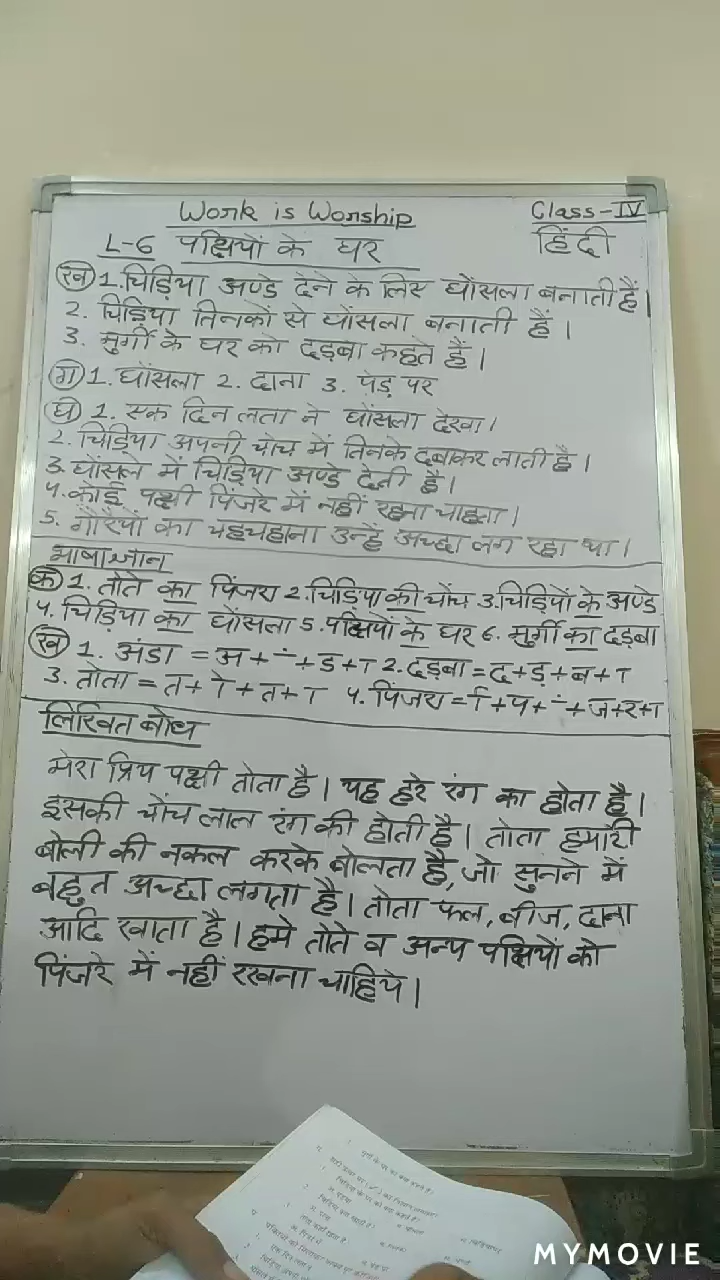 Work is Worship
Class-IV
L-6 पक्षियों के घर
हिंदी
ख 1. चिड़िया अण्डे देने के लिए घोंसला बनाती हैं।
2. चिड़िया तिनकों से घोंसला बनाती हैं।
3. मुर्गी के घर को दड़बा कहते हैं।
ग 1. घोंसला 2. दाना 3. पेड़ पर
घ 1. एक दिन लता ने घोंसला देखा।
2. चिड़िया अपनी चोंच में तिनके दबाकर लाती है।
3. घोंसले में चिड़िया अण्डे देती है।
4. कोई पक्षी पिंजरे में नहीं रहना चाहता।
5. गौरैयों का चहचहाना उन्हें अच्छा लग रहा था।
भाषा ज्ञान
क 1. तोते का पिंजरा 2. चिड़िया की चोंच 3. चिड़ियों के अण्डे
4. चिड़िया का घोंसला 5. पक्षियों के घर 6. मुर्गी का दड़बा
ख 1. अंडा = अ + ं + ड + ा 2. दड़बा = द + ड़ + ब + ा
3. तोता = त + ो + त + ा 4. पिंजरा = ि + प + ं + ज + र + ा
लिखित बोध
मेरा प्रिय पक्षी तोता है। यह हरे रंग का होता है।
इसकी चोंच लाल रंग की होती है। तोता हमारी
बोली की नकल करके बोलता है, जो सुनने में
बहुत अच्छा लगता है। तोता फल, बीज, दाना
आदि खाता है। हमे तोते व अन्य पक्षियों को
पिंजरे में नहीं रखना चाहिये।
MYMOVIE